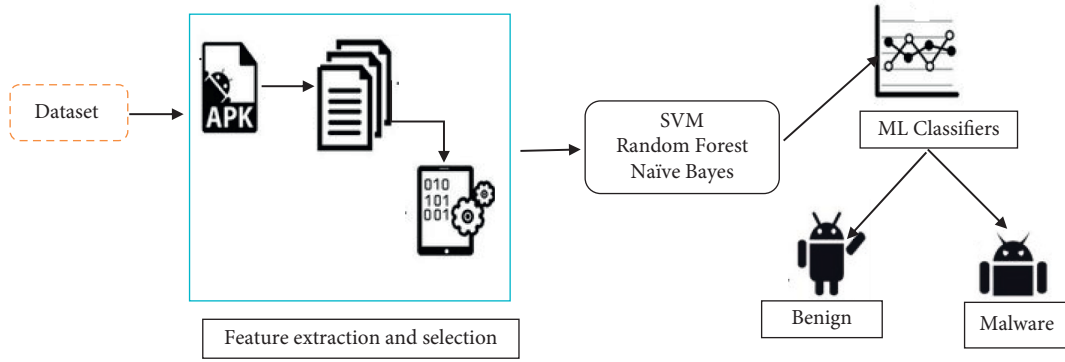 Dataset
APK
010
101
001
Feature extraction and selection
SVM
Random Forest
Naïve Bayes
ML Classifiers
Benign
Malware